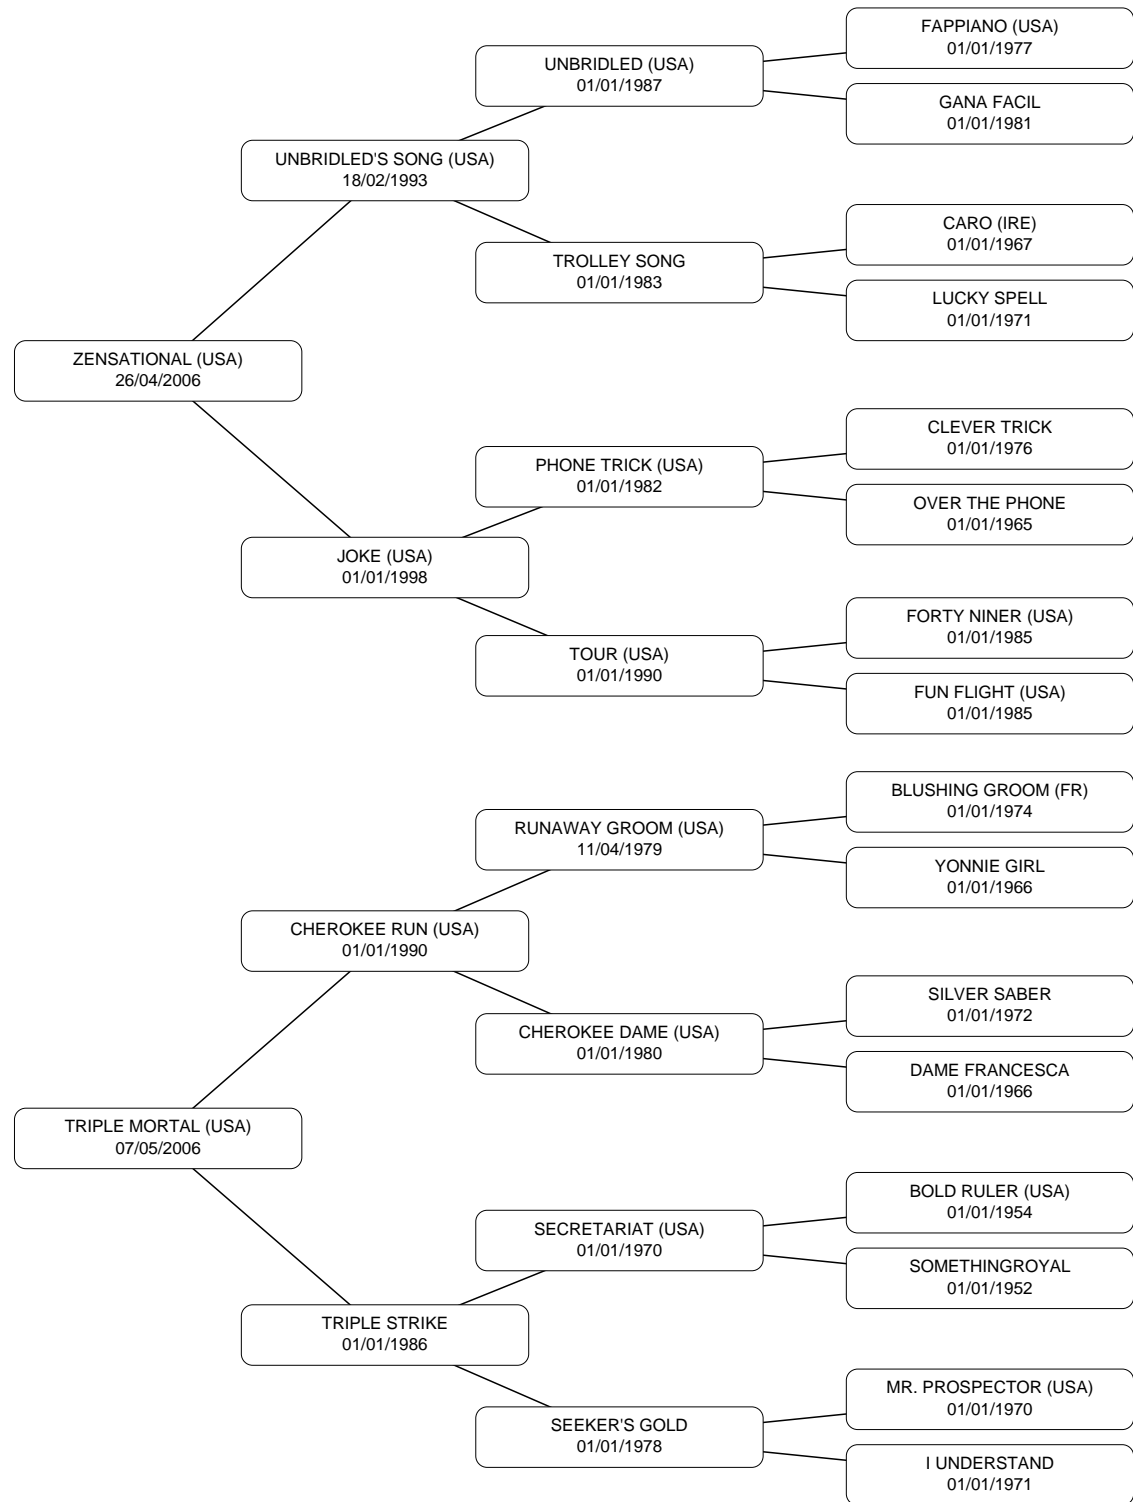 FAPPIANO (USA)
01/01/1977
UNBRIDLED (USA)
01/01/1987
GANA FACIL
01/01/1981
UNBRIDLED'S SONG (USA)
18/02/1993
CARO (IRE)
01/01/1967
TROLLEY SONG
01/01/1983
LUCKY SPELL
01/01/1971
ZENSATIONAL (USA)
26/04/2006
CLEVER TRICK
01/01/1976
PHONE TRICK (USA)
01/01/1982
OVER THE PHONE
01/01/1965
JOKE (USA)
01/01/1998
FORTY NINER (USA)
01/01/1985
TOUR (USA)
01/01/1990
FUN FLIGHT (USA)
01/01/1985
BLUSHING GROOM (FR)
01/01/1974
RUNAWAY GROOM (USA)
11/04/1979
YONNIE GIRL
01/01/1966
CHEROKEE RUN (USA)
01/01/1990
SILVER SABER
01/01/1972
CHEROKEE DAME (USA)
01/01/1980
DAME FRANCESCA
01/01/1966
TRIPLE MORTAL (USA)
07/05/2006
BOLD RULER (USA)
01/01/1954
SECRETARIAT (USA)
01/01/1970
SOMETHINGROYAL
01/01/1952
TRIPLE STRIKE
01/01/1986
MR. PROSPECTOR (USA)
01/01/1970
SEEKER'S GOLD
01/01/1978
I UNDERSTAND
01/01/1971